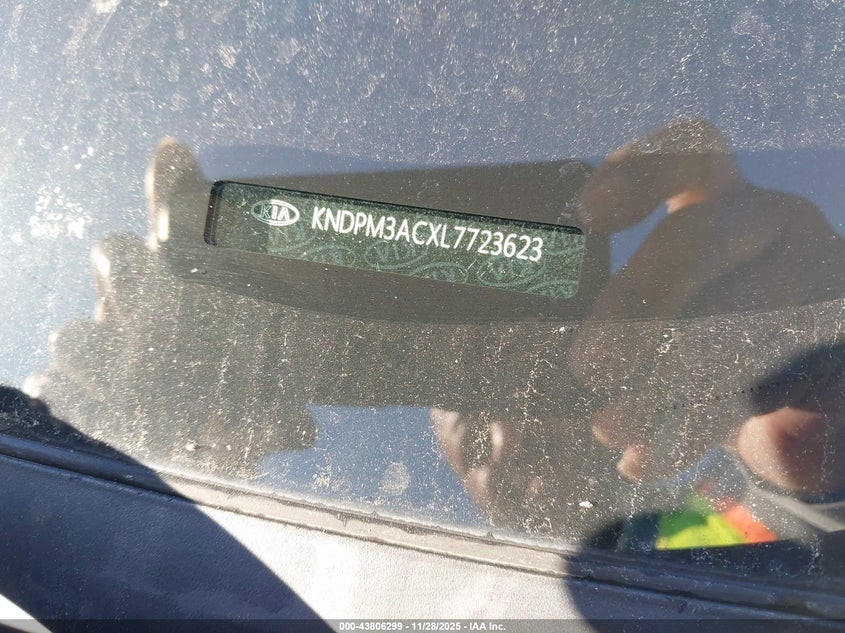 KIA KNDPM3ACXL7723623
000-43806299 | 11/28/2025 - IAA Inc.